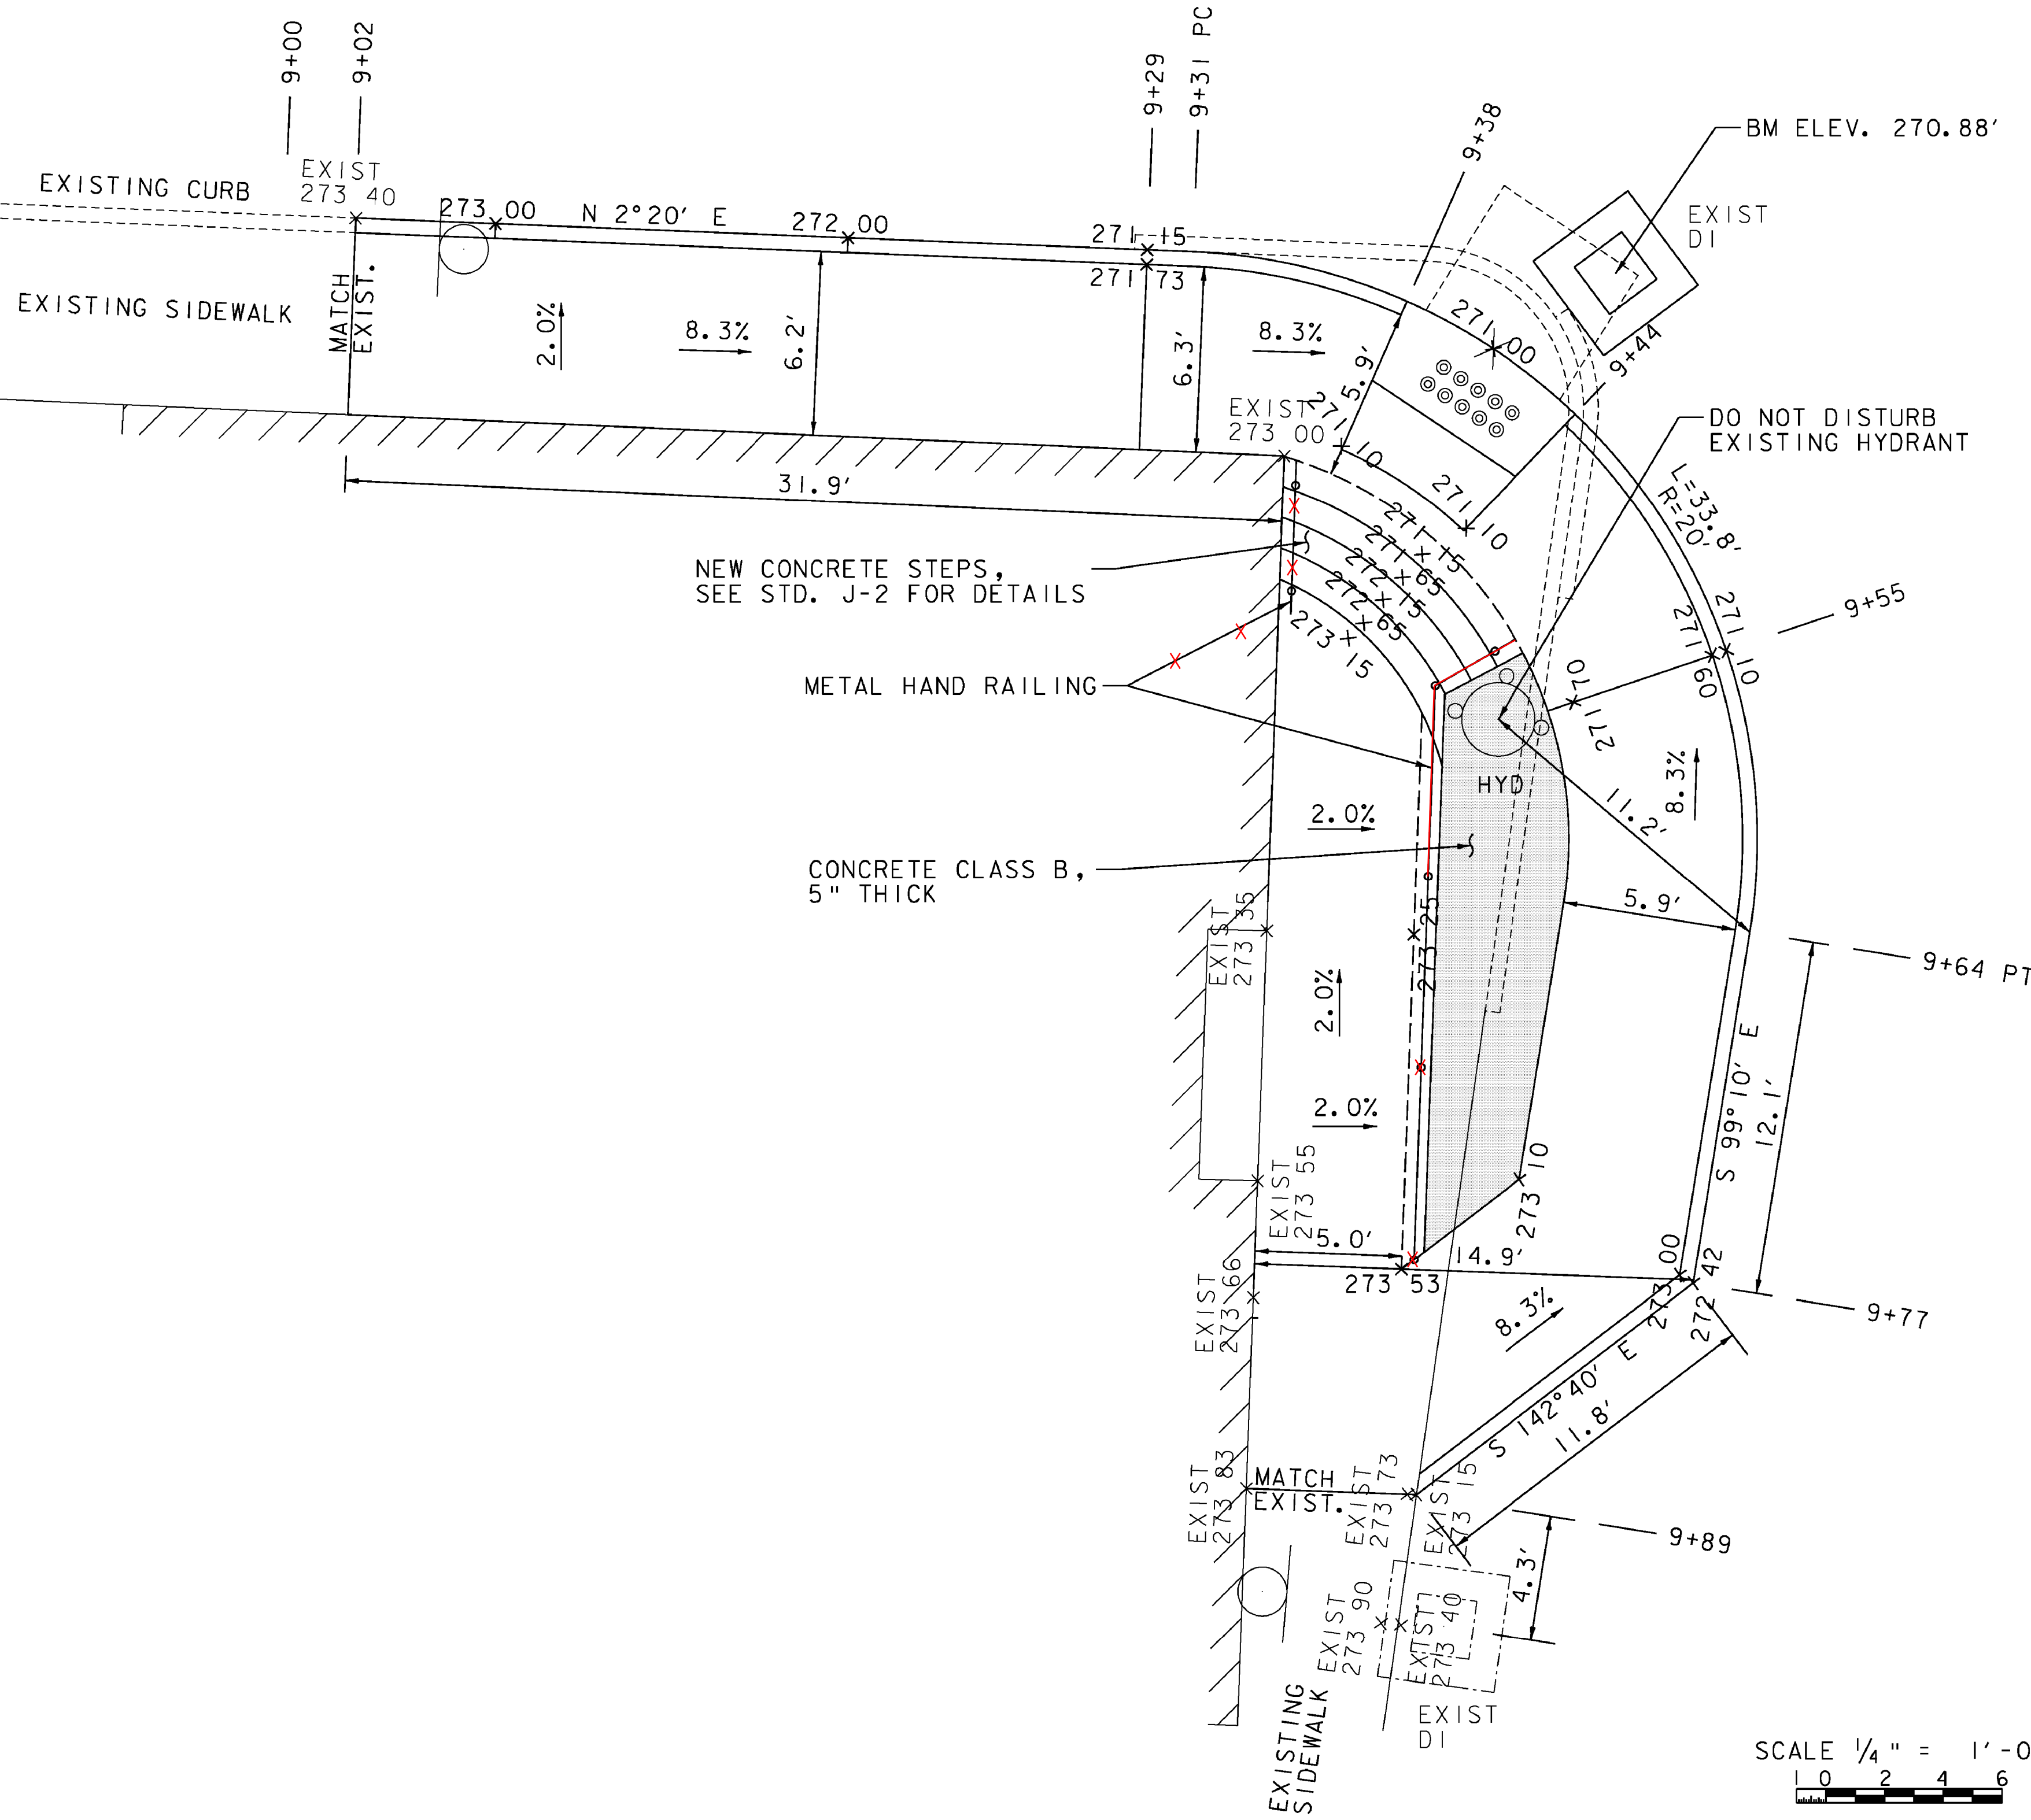 9+00
9+02
9+29
9+31 PC
9+38
BM ELEV. 270.88'
EXISTING CURB
EXIST
273 40
273 00
N 2°20' E
272 00
271 15
271 73
EXIST
DI
9+44
271 00
EXISTING SIDEWALK
MATCH
EXIST.
2.0%
8.3%
6.2'
6.3'
8.3%
5.9'
EXIST
273 00
271 10
DO NOT DISTURB
EXISTING HYDRANT
31.9'
271 10
L=33.8'
R=20'
NEW CONCRETE STEPS,
SEE STD. J-2 FOR DETAILS
271 15
271 65
272 15
272 65
273 15
9+55
271 10
271 60
271 70
METAL HAND RAILING
HYD
8.3%
11.2'
2.0%
CONCRETE CLASS B,
5" THICK
EXIST
273 35
273 25
5.9'
9+64 PT
2.0%
2.0%
S 99°10' E
12.1'
EXIST
273 55
273 10
5.0'
14.9'
273 53
273 00
272 42
9+77
EXIST
273 66
8.3%
S 142°40' E
11.8'
EXIST
273 83
MATCH
EXIST.
EXIST
273 73
EXIST
273 15
9+89
4.3'
EXIST
273 90
EXIST
273 40
EXIST
DI
EXISTING
SIDEWALK
SCALE 1/4 " = 1'-0
1 0 2 4 6